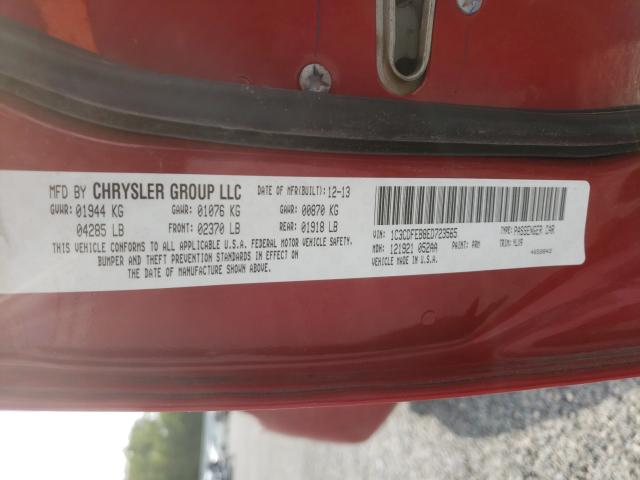 MFD BY CHRYSLER GROUP LLC DATE OF MFR(BUILT): 12-13
GVWR: 01944 KG GAWR: 01076 KG GAWR: 00870 KG
04285 LB FRONT: 02370 LB REAR: 01918 LB
THIS VEHICLE CONFORMS TO ALL APPLICABLE U.S.A. FEDERAL MOTOR VEHICLE SAFETY,
BUMPER AND THEFT PREVENTION STANDARDS IN EFFECT ON
THE DATE OF MANUFACTURE SHOWN ABOVE.
VIN: 1C3CDFEB8ED723565 TYPE: PASSENGER CAR
MDH: 121921 052AA PAINT: PRM TRIM:
VEHICLE MADE IN U.S.A.